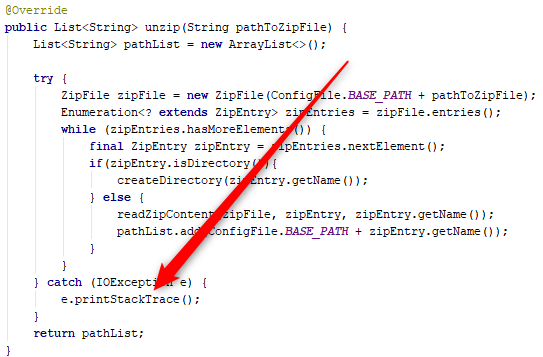 @Override
public List<String> unzip(String pathToZipFile) {
List<String> pathList = new ArrayList<>();
try {
ZipFile zipFile = new ZipFile(ConfigFile.BASE_PATH + pathToZipFile);
Enumeration<? extends ZipEntry> zipEntries = zipFile.entries();
while (zipEntries.hasMoreElements()) {
final ZipEntry zipEntry = zipEntries.nextElement();
if(zipEntry.isDirectory()){
createDirectory(zipEntry.getName());
} else {
readZipContent(zipFile, zipEntry, zipEntry.getName());
pathList.add(ConfigFile.BASE_PATH + zipEntry.getName());
}
}
} catch (IOException e) {
e.printStackTrace();
}
return pathList;
}